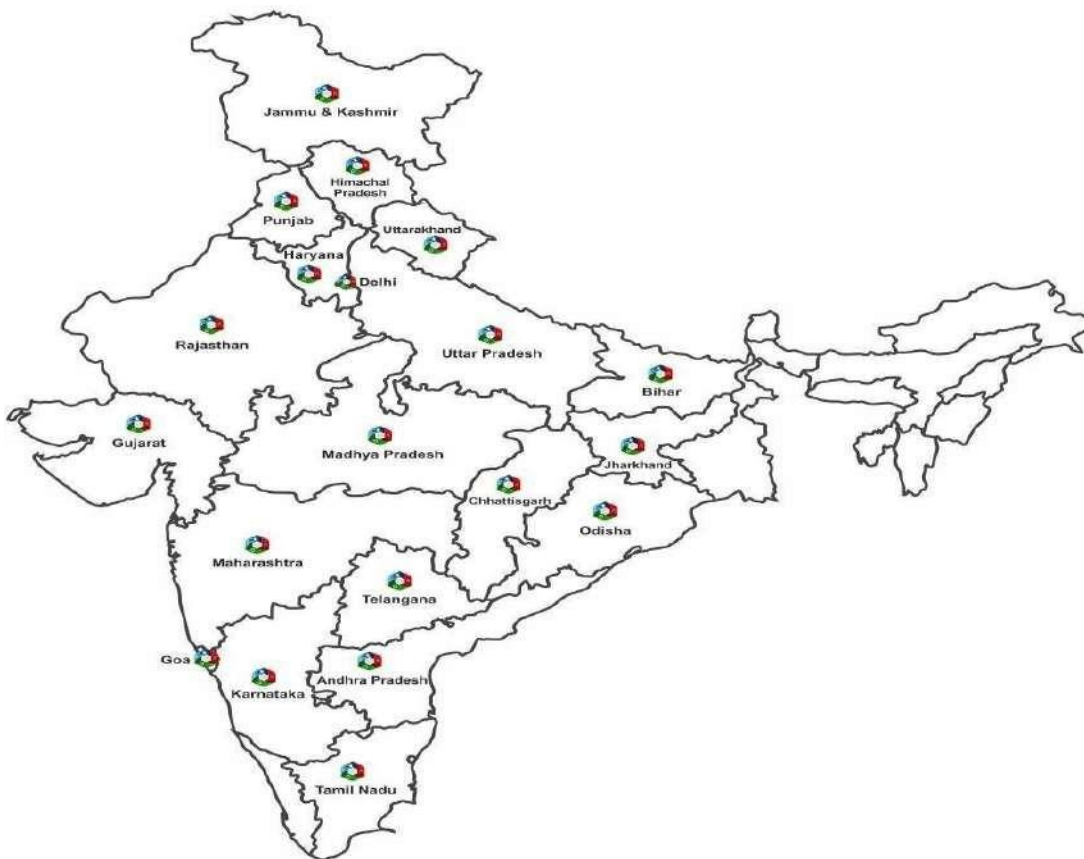 Jammu & Kashmir
Himachal
Pradesh
Punjab
Uttarakhand
Haryana
Delhi
Rajasthan
Uttar Pradesh
Bihar
Gujarat
Madhya Pradesh
Jharkhand
Chhattisgarh
Odisha
Maharashtra
Telangana
Goa
Andhra Pradesh
Karnataka
Tamil Nadu